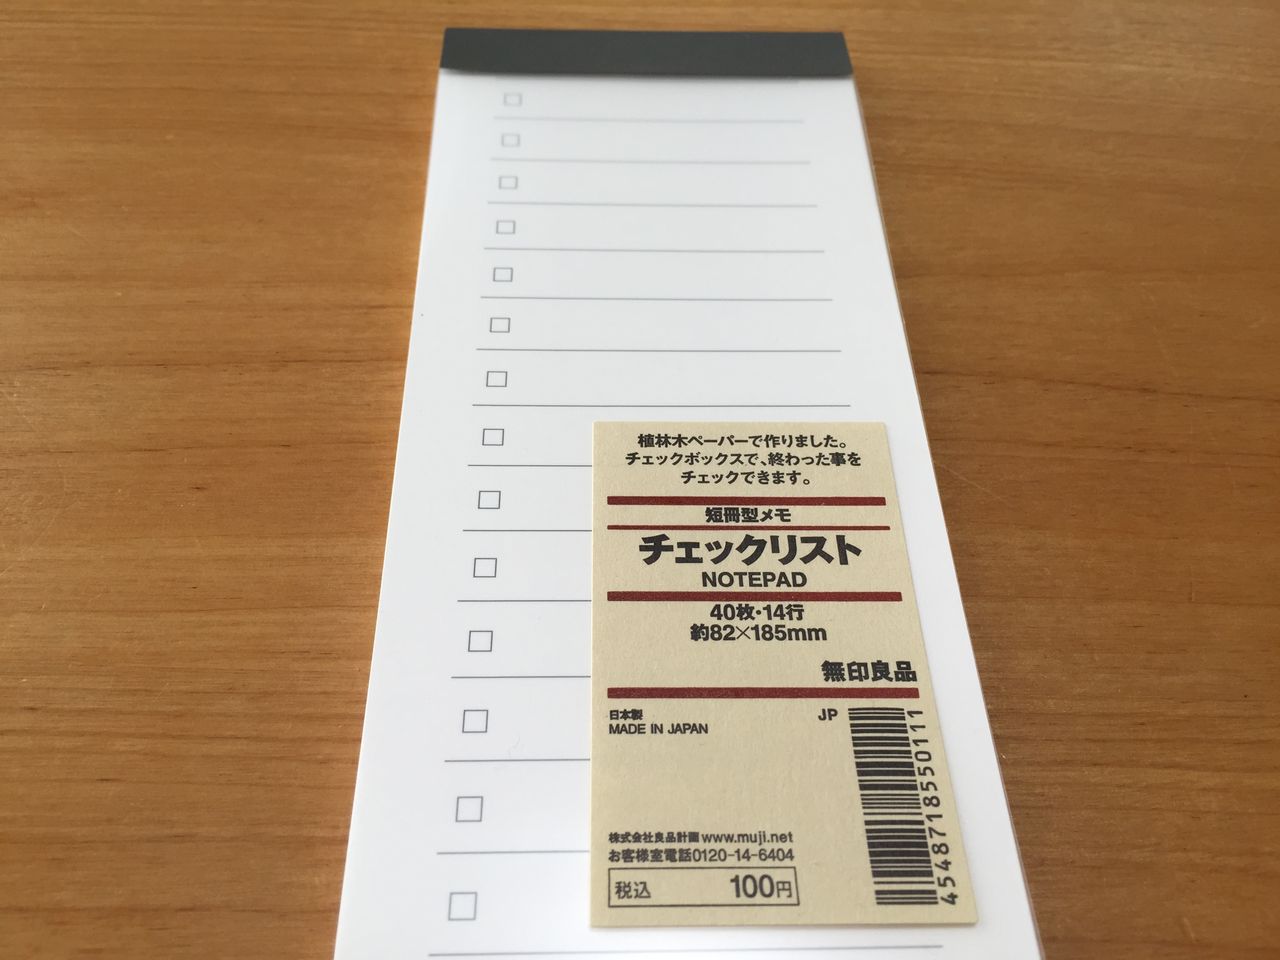 植林木ペーパーで作りました。
チェックボックスで、終わった事を
チェックできます。
短冊型メモ
チェックリスト
NOTEPAD
40枚・14行
約82×185mm
無印良品
日本製
MADE IN JAPAN
JP
4548718550111
株式会社良品計画 www.muji.net
お客様室電話0120-14-6404
税込 100円